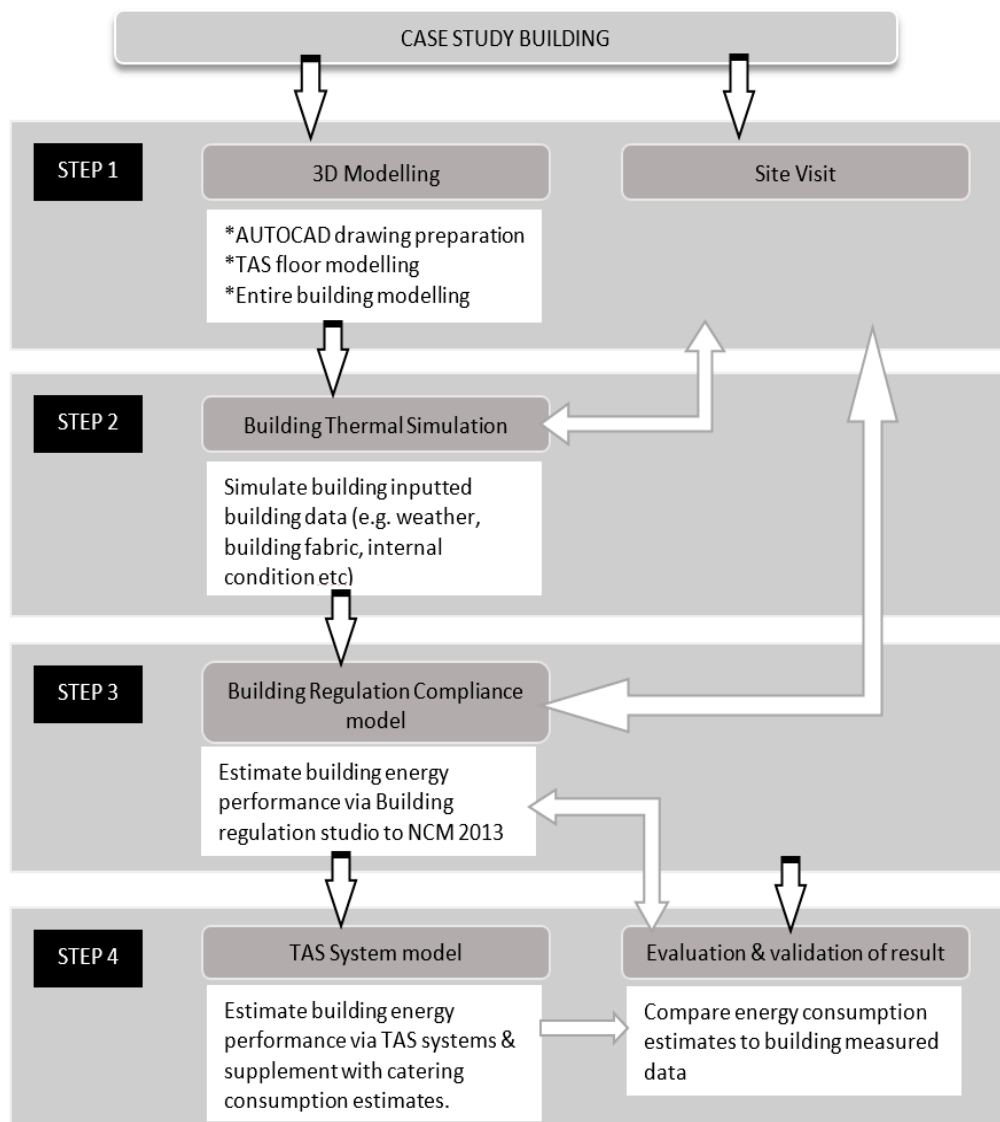 CASE STUDY BUILDING
STEP 1
3D Modelling
Site Visit
*AUTOCAD drawing preparation
*TAS floor modelling
*Entire building modelling
STEP 2
Building Thermal Simulation
Simulate building inputted
building data (e.g. weather,
building fabric, internal
condition etc)
STEP 3
Building Regulation Compliance
model
Estimate building energy
performance via Building
regulation studio to NCM 2013
STEP 4
TAS System model
Evaluation & validation of result
Estimate building energy
performance via TAS systems &
supplement with catering
consumption estimates.
Compare energy consumption
estimates to building measured
data